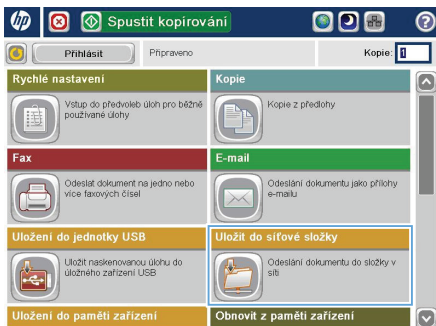 hp
Spustit kopírování
?
Přihlásit
Připraveno
Kopie: 1
Rychlé nastavení
Vstup do předvoleb úloh pro běžně
používané úlohy
Kopie
Kopie z předlohy
Fax
Odeslat dokument na jedno nebo
více faxových čísel
E-mail
Odeslání dokumentu jako přílohy
e-mailu
Uložení do jednotky USB
Uložit naskenovanou úlohu do
úložného zařízení USB
Uložit do síťové složky
Odeslání dokumentu do složky v
síti
Uložení do paměti zařízení
Obnovit z paměti zařízení